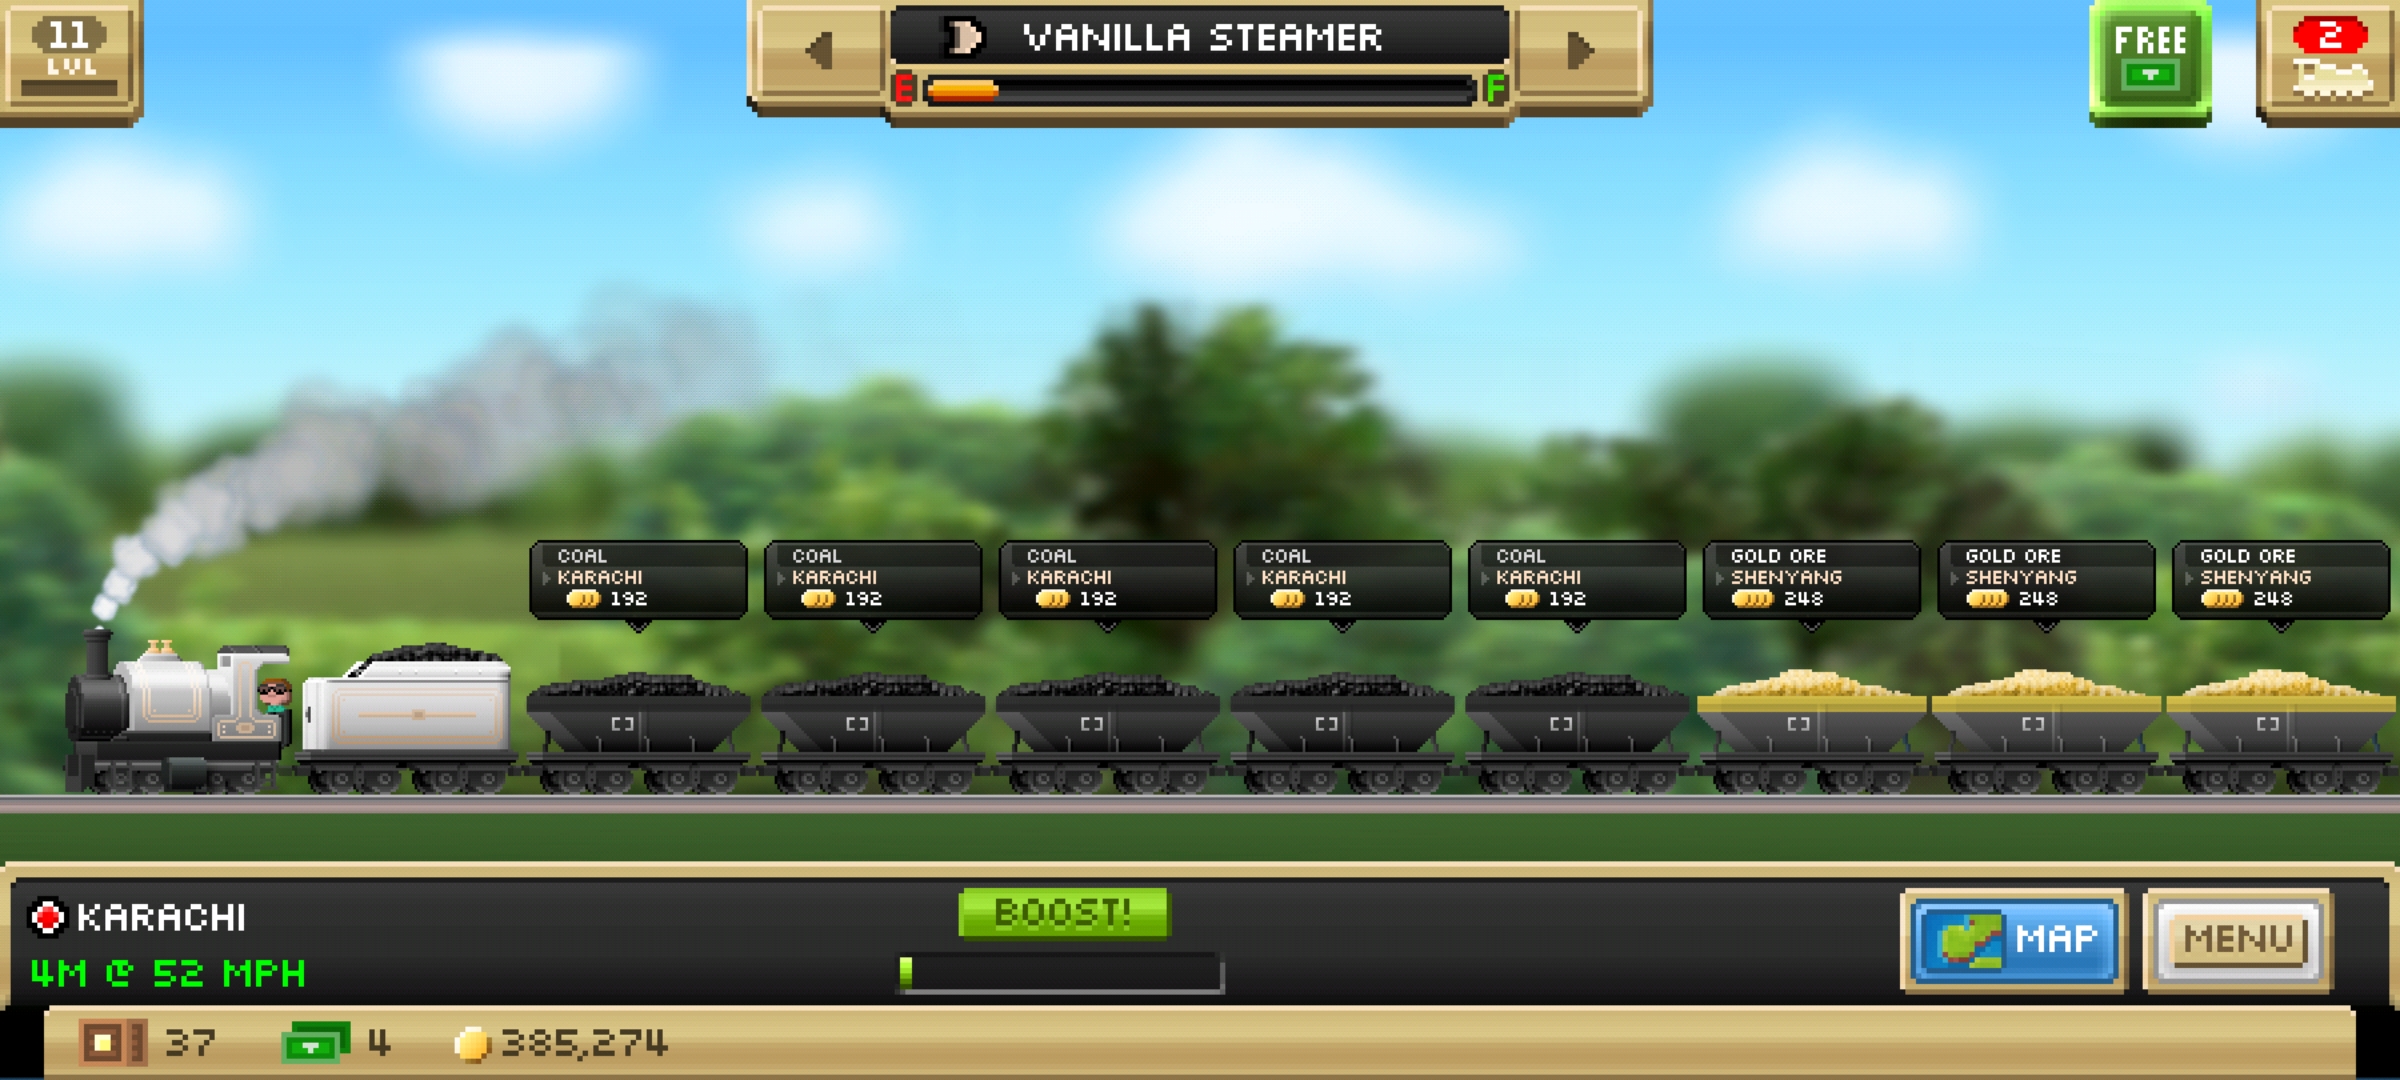 11
LVL
VANILLA STEAMER
E F
FREE
2
COAL
KARACHI
192
COAL
KARACHI
192
COAL
KARACHI
192
COAL
KARACHI
192
COAL
KARACHI
192
GOLD ORE
SHENYANG
248
GOLD ORE
SHENYANG
248
GOLD ORE
SHENYANG
248
KARACHI
4M @ 52 MPH
BOOST!
MAP
MENU
37
4
385,274